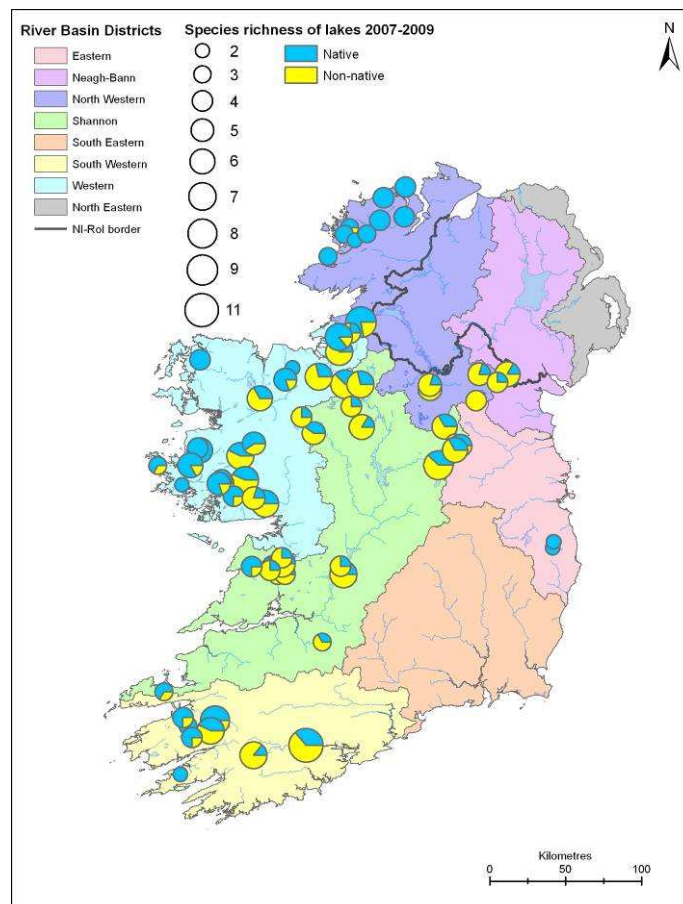 River Basin Districts
Eastern
Neagh-Bann
North Western
Shannon
South Eastern
South Western
Western
North Eastern
NI-RoI border
Species richness of lakes 2007-2009
2
3
4
5
6
7
8
9
11
Native
Non-native
N
Kilometres
0 50 100